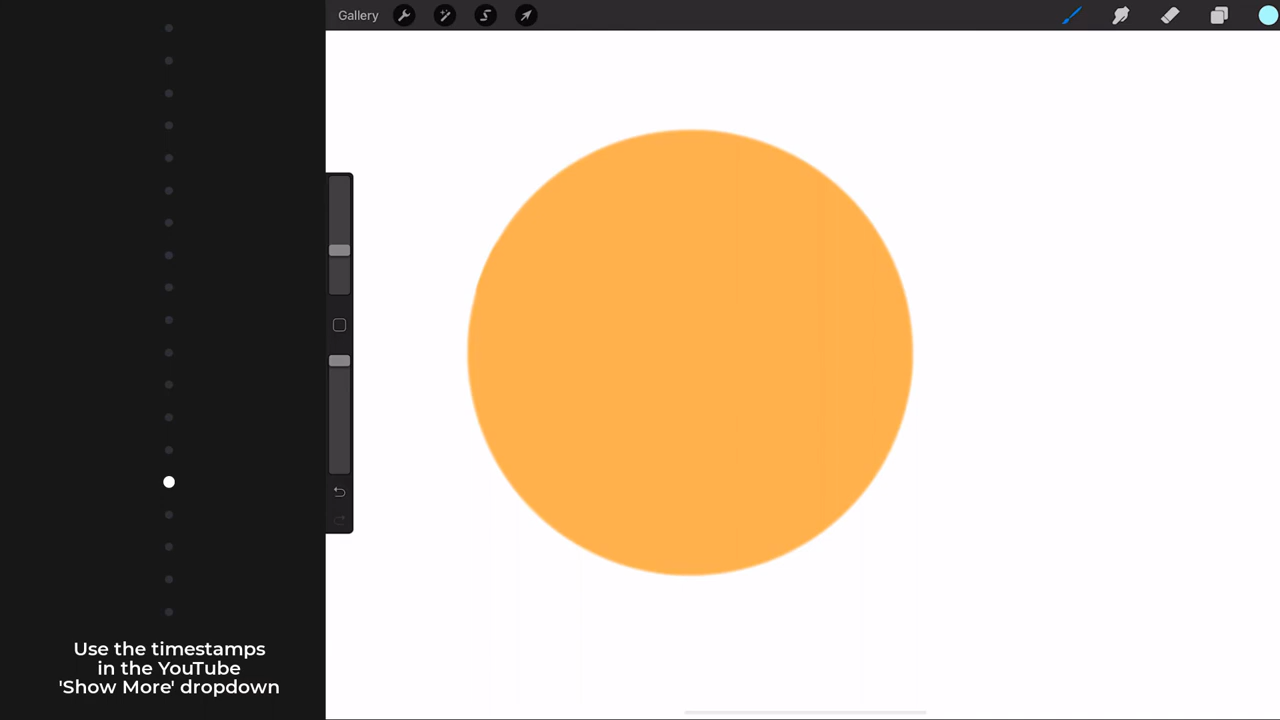 Gallery
Use the timestamps
in the YouTube
'Show More' dropdown